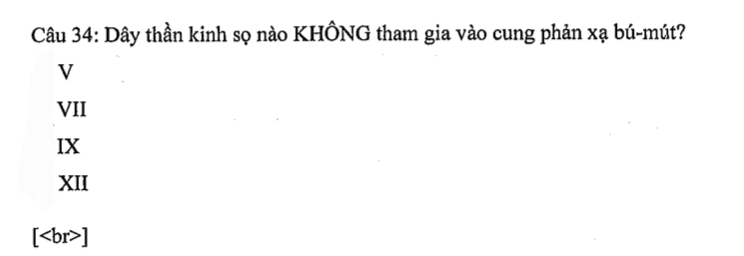 Câu 34: Dây thần kinh sọ nào KHÔNG tham gia vào cung phản xạ bú-mút?
V
VII
IX
XII
[<br>]